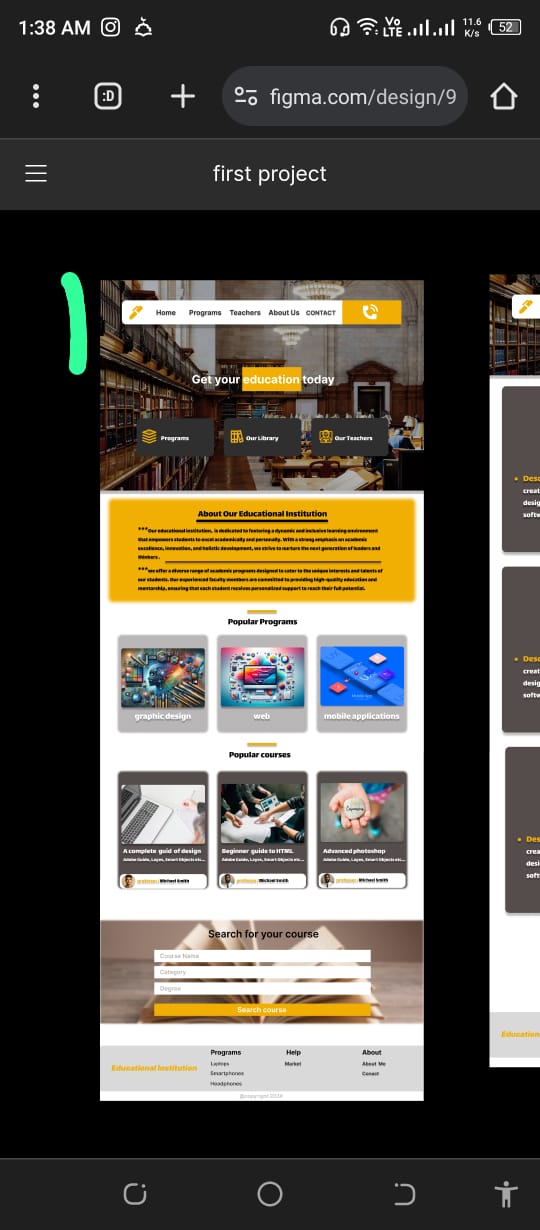 1:38 AM
Vo
LTE
11.6
K/s
52
:D
figma.com/design/9
first project
Home Programs Teachers About Us CONTACT
Get your education today
Programs Our Library Our Teachers
About Our Educational Institution
***Our educational institution, is dedicated to fostering a dynamic and inclusive learning environment
that empowers students to excel academically and personally. With a strong emphasis on academic
excellence, innovation, and holistic development, we strive to nurture the next generation of leaders and
thinkers .
***we offer a diverse range of academic programs designed to cater to the unique interests and talents of
our students. Our experienced faculty members are committed to providing high-quality education and
mentorship, ensuring that each student receives personalized support to reach their full potential.
Popular Programs
graphic design web mobile applications
Popular courses
A complete guid of design
Adobe Guide, Layes, Smart Objects etc...
professor: Michael Smith
Beginner guide to HTML
Adobe Guide, Layes, Smart Objects etc...
professor: Michael Smith
Advanced photoshop
Adobe Guide, Layes, Smart Objects etc...
professor: Michael Smith
Search for your course
Course Name
Category
Degree
Search course
Educational Institution
Programs
Laptops
Smartphones
Headphones
Help
Market
About
About Me
Conact
Desc
creat
desig
softw
Desc
creat
desig
softw
Des
crea
desi
soft
Education